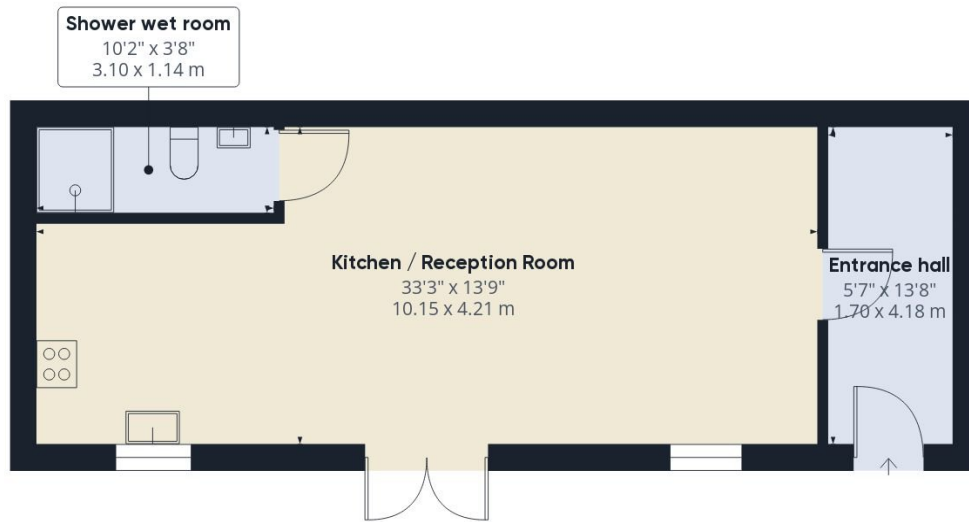 Shower wet room
10'2" x 3'8"
3.10 x 1.14 m
Kitchen / Reception Room
33'3" x 13'9"
10.15 x 4.21 m
Entrance hall
5'7" x 13'8"
1.70 x 4.18 m